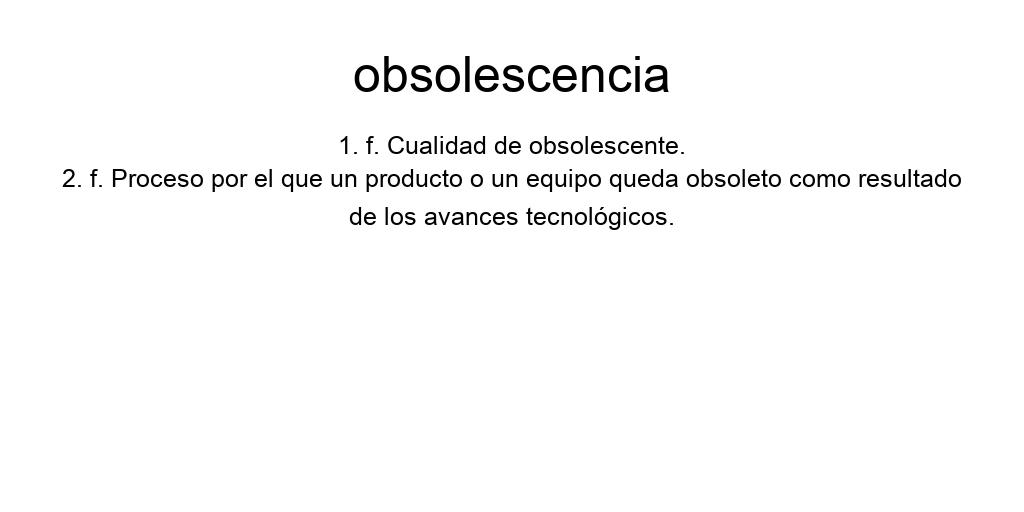 obsolescencia
1. f. Cualidad de obsolescente.
2. f. Proceso por el que un producto o un equipo queda obsoleto como resultado
de los avances tecnológicos.